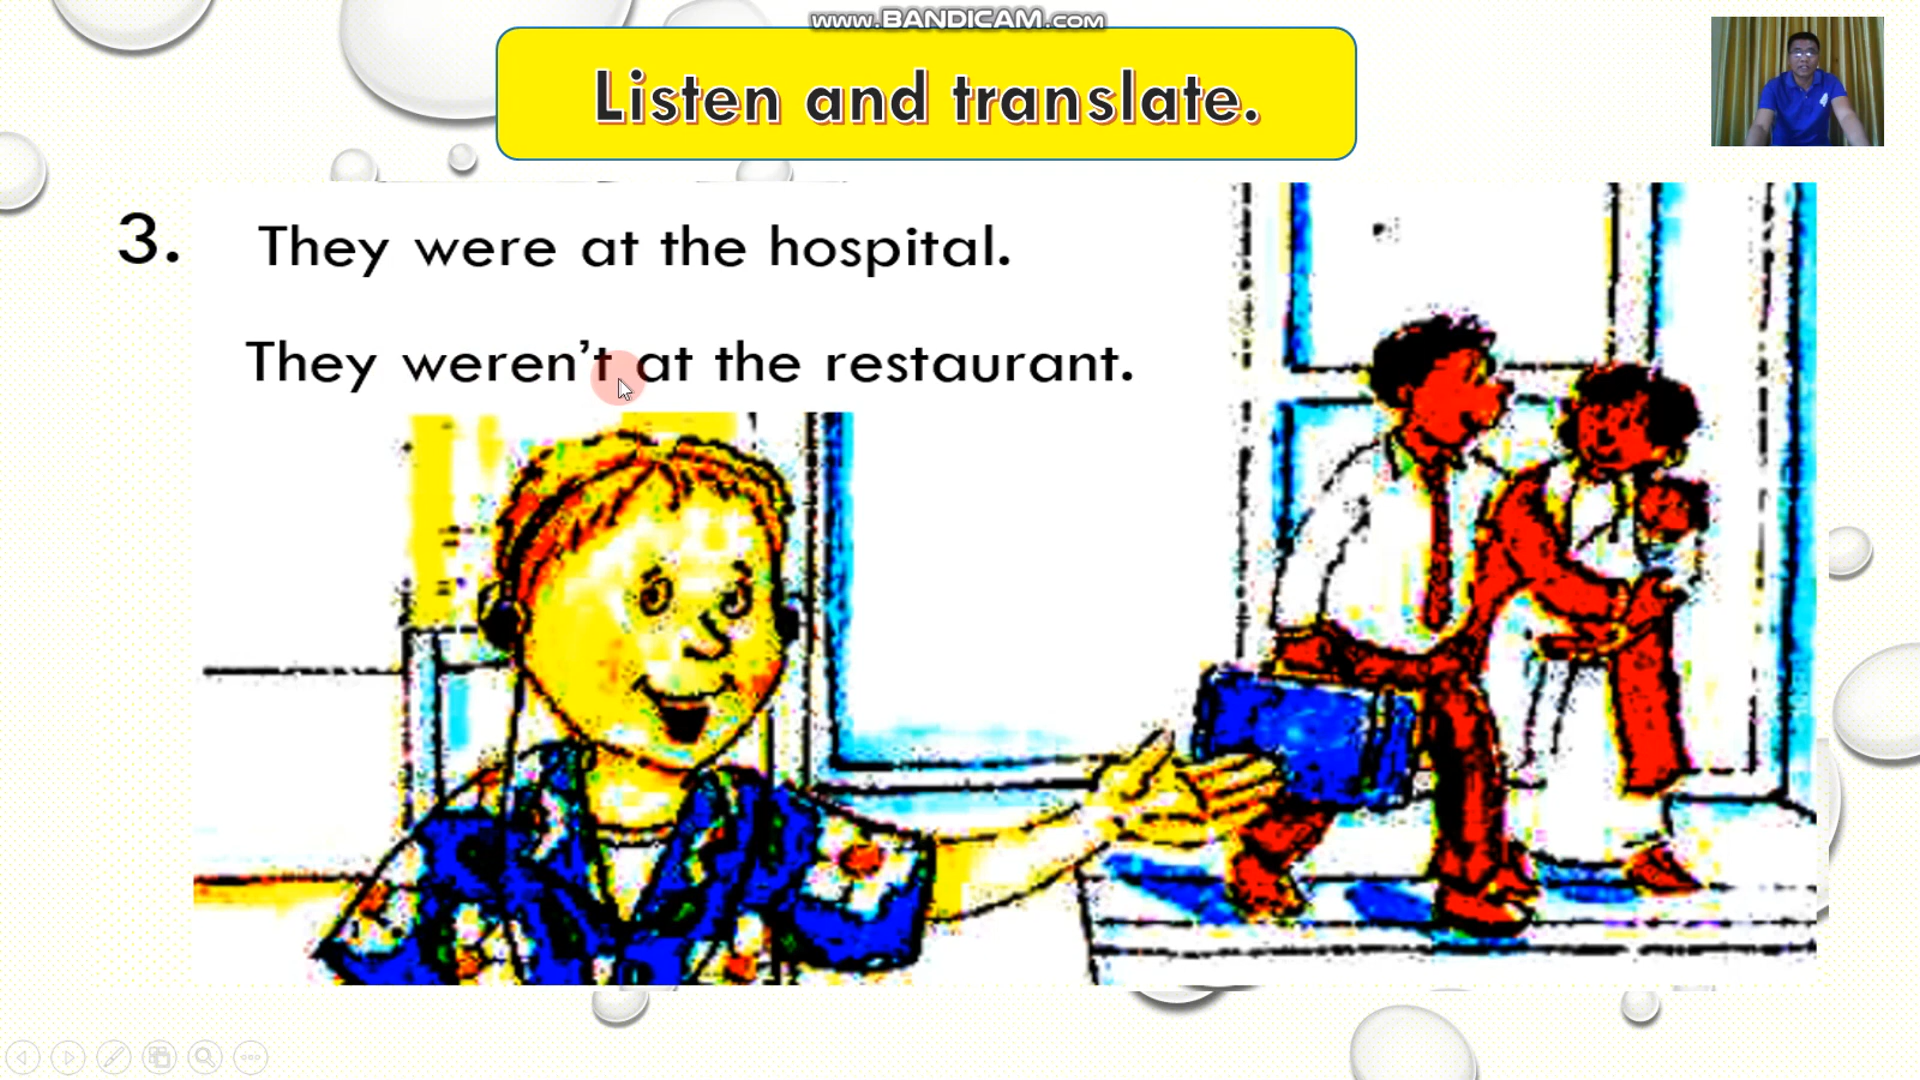 www.BANDICAM.com
Listen and translate.
3. They were at the hospital.
They weren't at the restaurant.